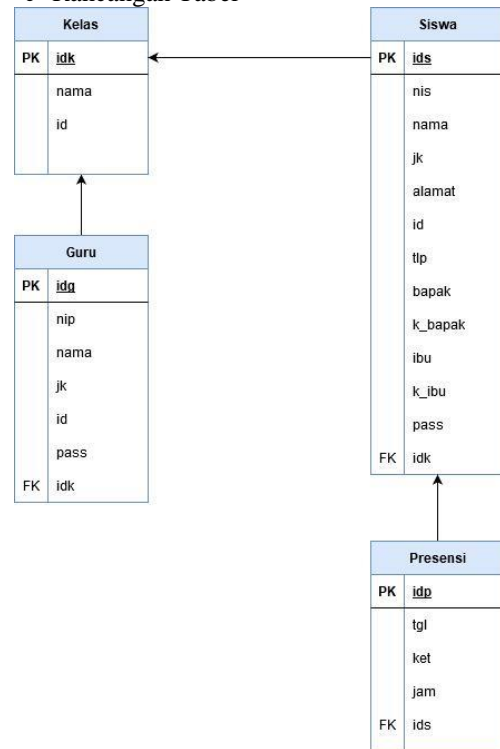 Rancangan Tabel
Kelas
PK idk
nama
id
Guru
PK idg
nip
nama
jk
id
pass
FK idk
Siswa
PK ids
nis
nama
jk
alamat
id
tlp
bapak
k_bapak
ibu
k_ibu
pass
FK idk
Presensi
PK idp
tgl
ket
jam
FK ids